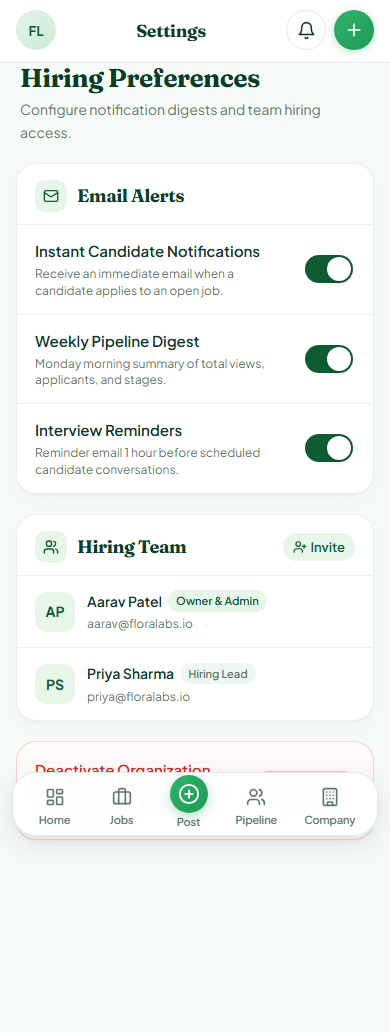 FL
Settings
Hiring Preferences
Configure notification digests and team hiring
access.
Email Alerts
Instant Candidate Notifications
Receive an immediate email when a
candidate applies to an open job.
Weekly Pipeline Digest
Monday morning summary of total views,
applicants, and stages.
Interview Reminders
Reminder email 1 hour before scheduled
candidate conversations.
Hiring Team
Invite
AP
Aarav Patel
Owner & Admin
aarav@floralabs.io
PS
Priya Sharma
Hiring Lead
priya@floralabs.io
Deactivate Organization
Home
Jobs
Post
Pipeline
Company